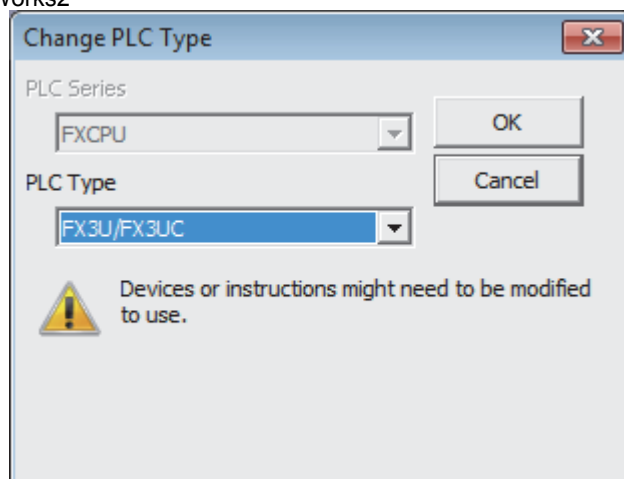 Works2
Change PLC Type
PLC Series
FXCPU
OK
PLC Type
Cancel
FX3U/FX3UC
Devices or instructions might need to be modified
to use.